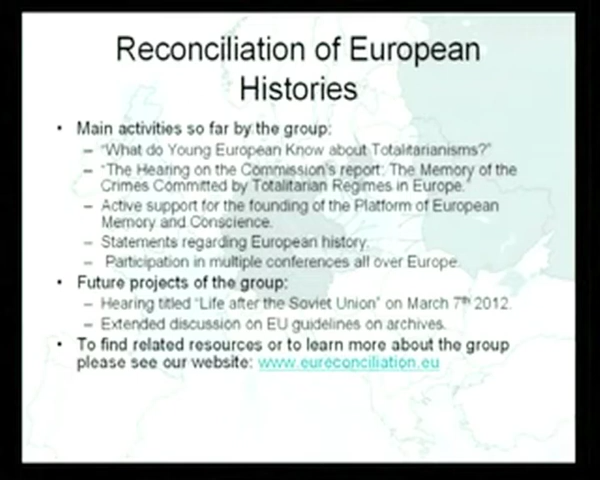 Reconciliation of European
Histories
• Main activities so far by the group:
– "What do Young European Know about Totalitarianisms?"
– "The Hearing on the Commission's report: The Memory of the
Crimes Committed by Totalitarian Regimes in Europe."
– Active support for the founding of the Platform of European
Memory and Conscience.
– Statements regarding European history.
– Participation in multiple conferences all over Europe.
• Future projects of the group:
– Hearing titled "Life after the Soviet Union" on March 7th 2012.
– Extended discussion on EU guidelines on archives.
• To find related resources or to learn more about the group
please see our website: www.eureconciliation.eu